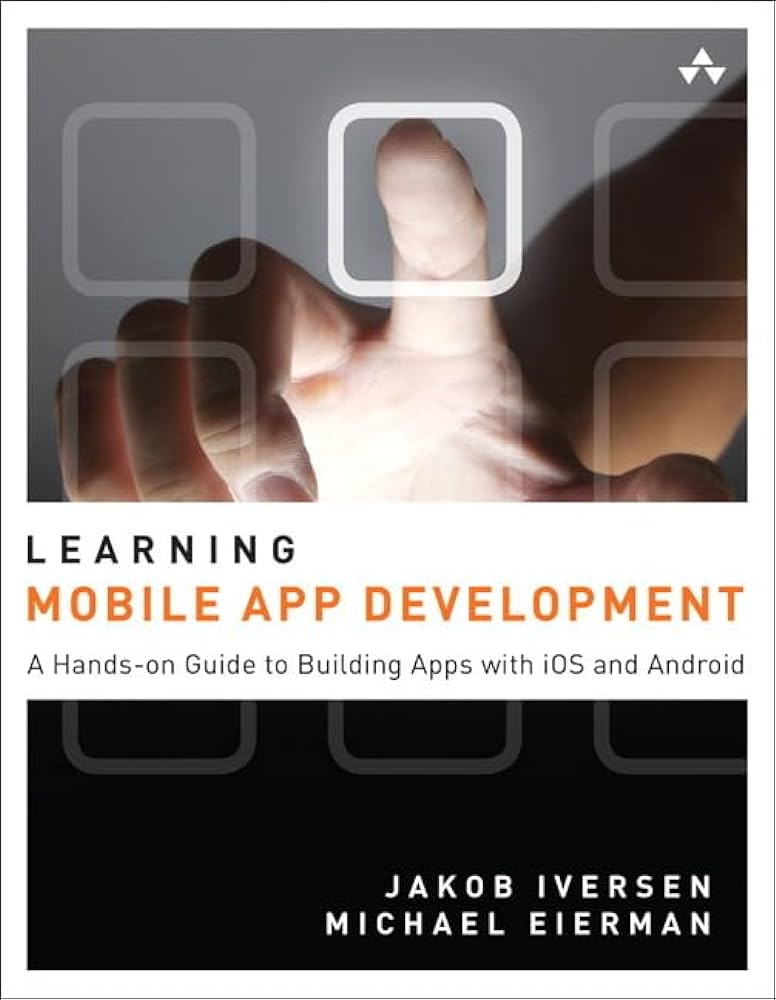 LEARNING
MOBILE APP DEVELOPMENT
A Hands-on Guide to Building Apps with iOS and Android
JAKOB IVERSEN
MICHAEL EIERMAN